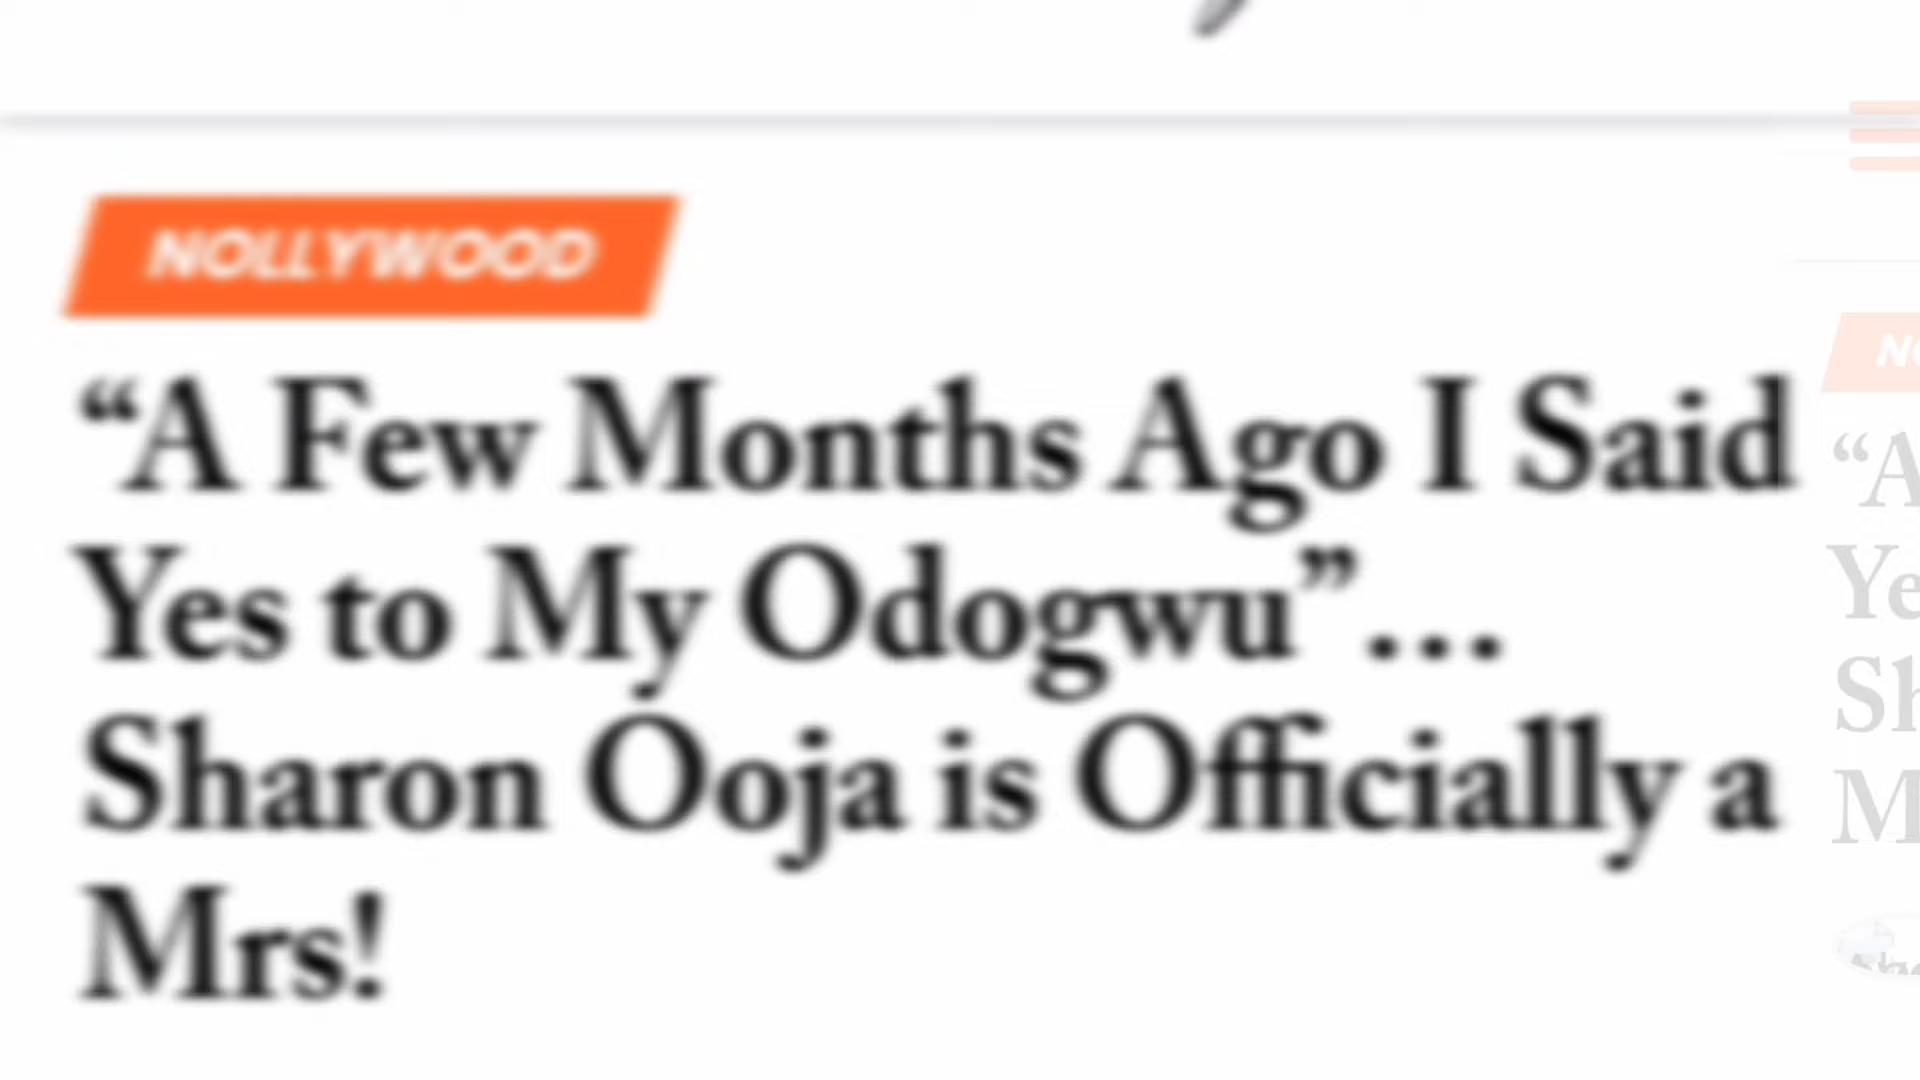 NOLLYWOOD
“A Few Months Ago I Said
Yes to My Odogwu” ...
Sharon Ooja is Officially a
Mrs!